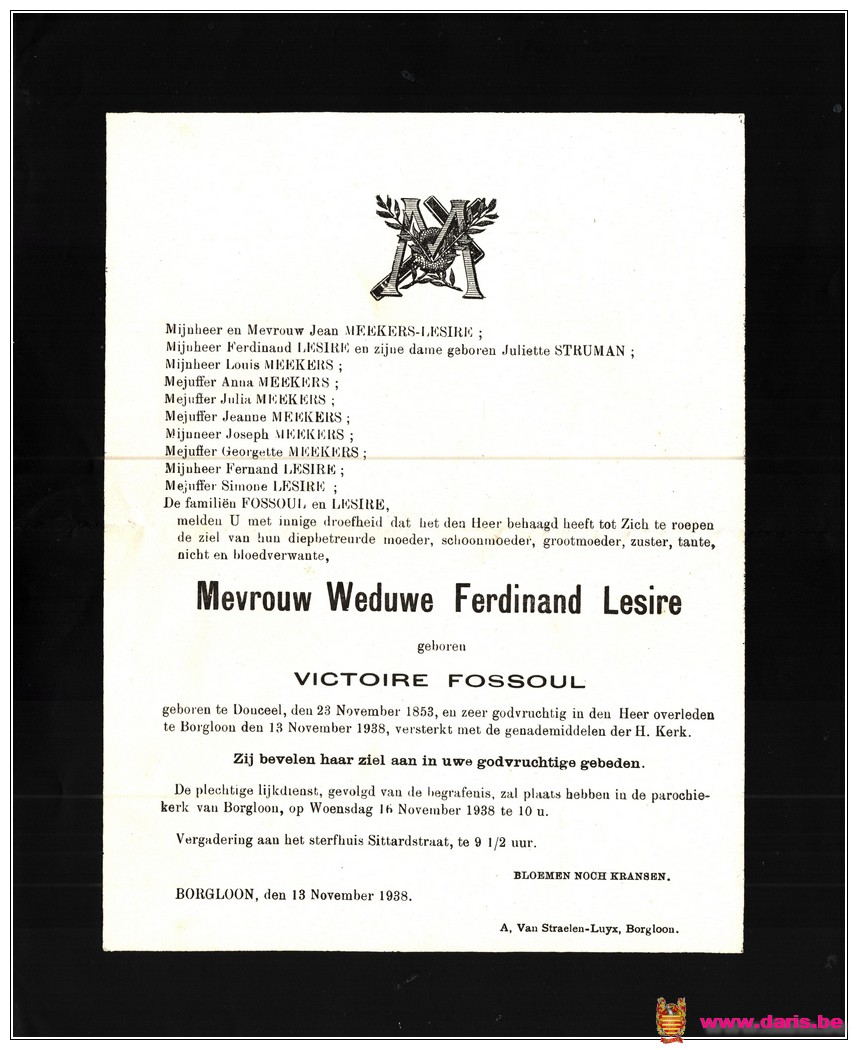 M
Mijnheer en Mevrouw Jean MEEKERS-LESIRE ;
Mijnheer Ferdinand LESIRE en zijne dame geboren Juliette STRUMAN ;
Mijnheer Louis MEEKERS ;
Mejuffer Anna MEEKERS ;
Mejuffer Julia MEEKERS ;
Mejuffer Jeanne MEEKERS ;
Mijnneer Joseph MEEKERS ;
Mejuffer Georgette MEEKERS ;
Mijnheer Fernand LESIRE ;
Mejuffer Simone LESIRE ;
De familiën FOSSOUL en LESIRE,
melden U met innige droefheid dat het den Heer behaagd heeft tot Zich te roepen
de ziel van hun diepbetreurde moeder, schoonmoeder, grootmoeder, zuster, tante,
nicht en bloedverwante,
Mevrouw Weduwe Ferdinand Lesire
geboren
VICTOIRE FOSSOUL
geboren te Donceel, den 23 November 1853, en zeer godvruchtig in den Heer overleden
te Borgloon den 13 November 1938, versterkt met de genademiddelen der H. Kerk.
Zij bevelen haar ziel aan in uwe godvruchtige gebeden.
De plechtige lijkdienst, gevolgd van de begrafenis, zal plaats hebben in de parochie-
kerk van Borgloon, op Woensdag 16 November 1938 te 10 u.
Vergadering aan het sterfhuis Sittardstraat, te 9 1/2 uur.
BLOEMEN NOCH KRANSEN.
BORGLOON, den 13 November 1938.
A, Van Straelen-Luyx, Borgloon.
www.daris.be